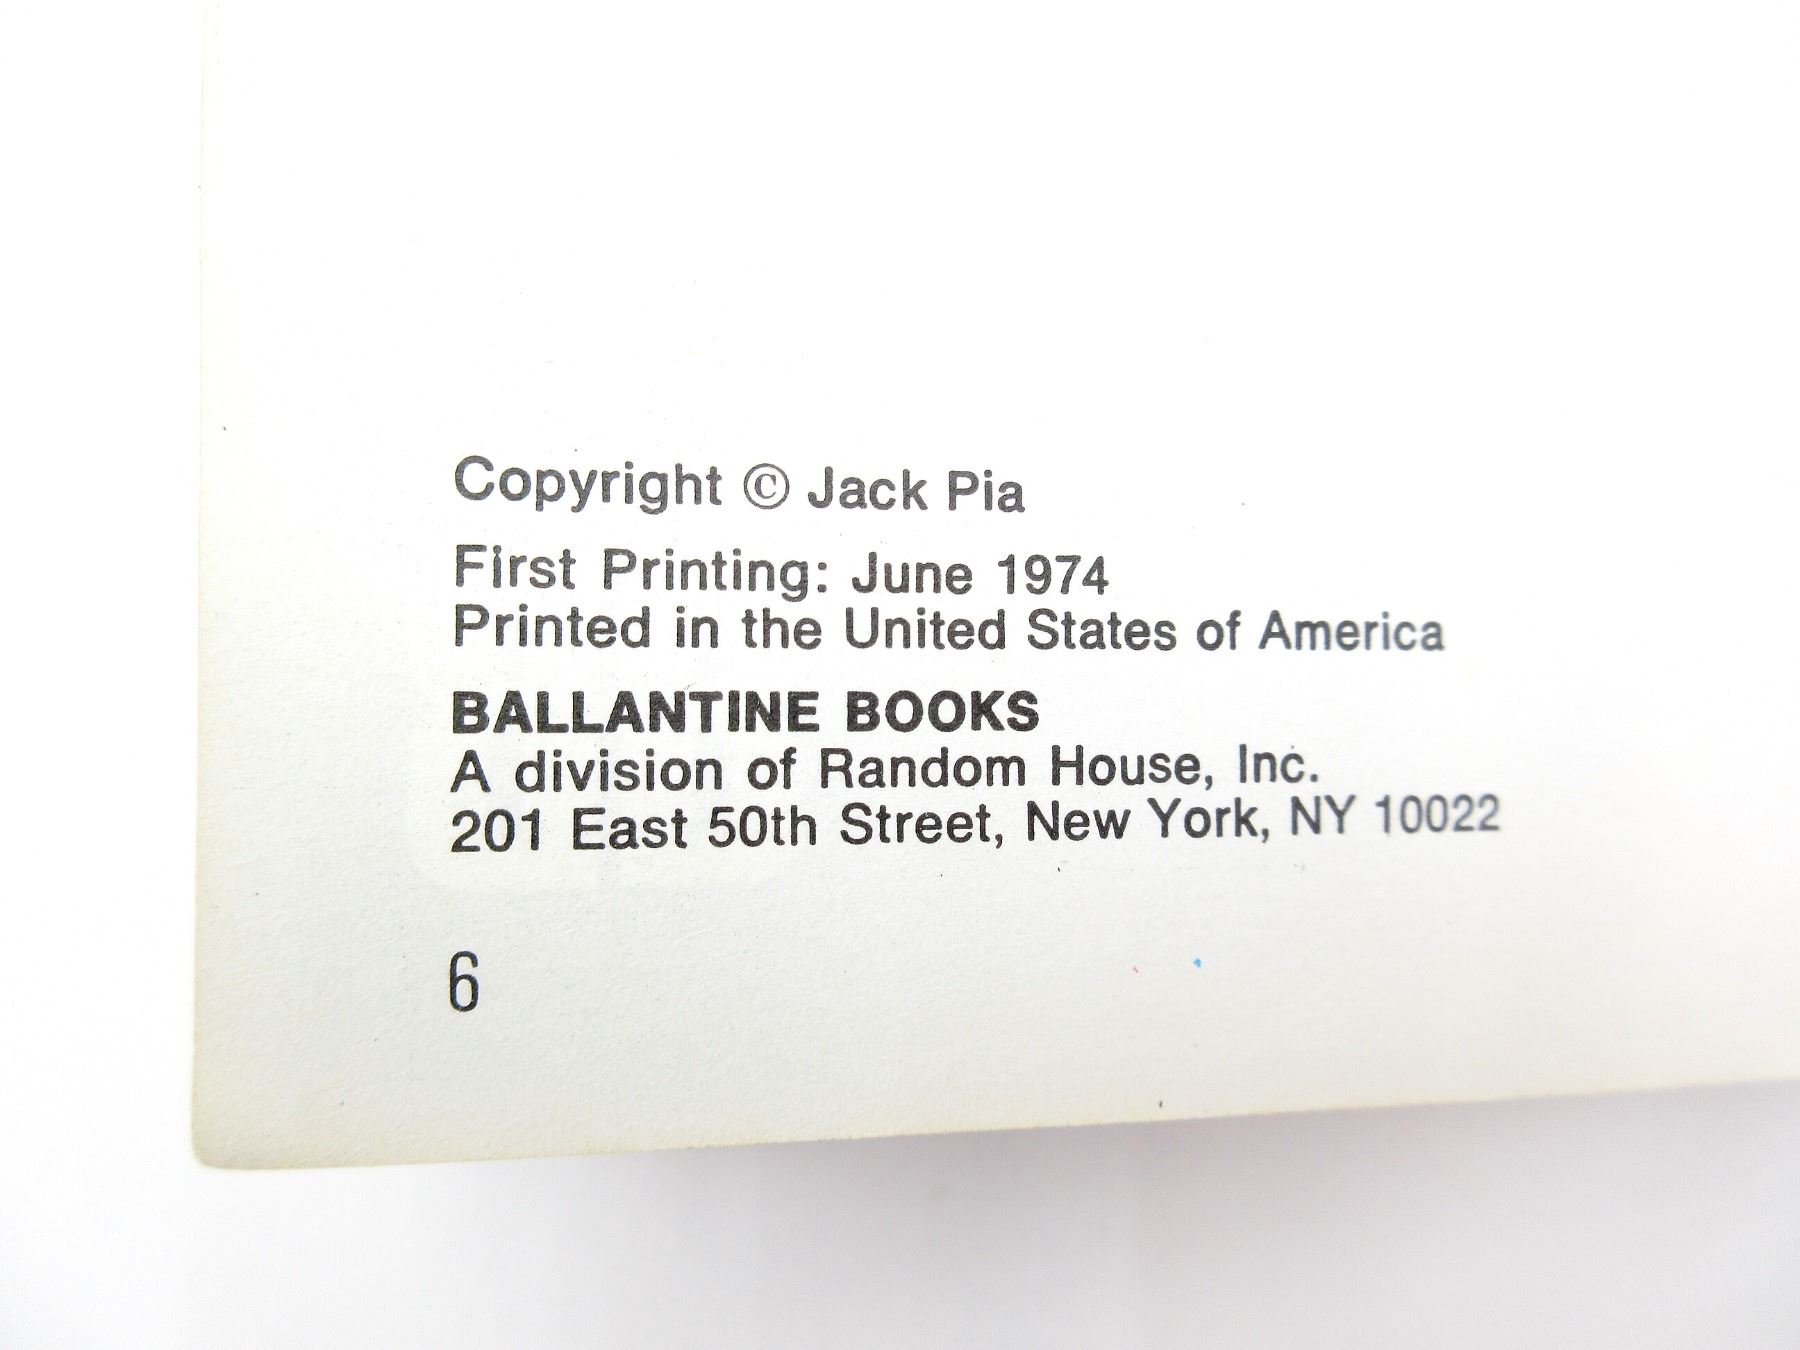 Copyright © Jack Pia
First Printing: June 1974
Printed in the United States of America
BALLANTINE BOOKS
A division of Random House, Inc.
201 East 50th Street, New York, NY 10022
6